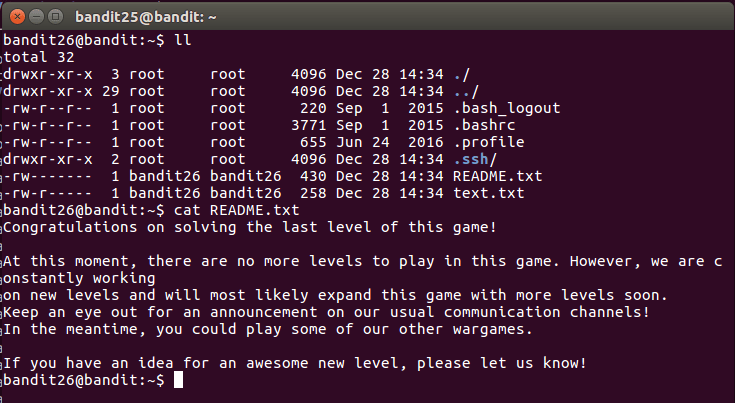 bandit25@bandit: ~
bandit26@bandit:~$ ll
total 32
drwxr-xr-x  3 root     root     4096 Dec 28 14:34 ./
drwxr-xr-x 29 root     root     4096 Dec 28 14:34 ../
-rw-r--r--  1 root     root      220 Sep  1  2015 .bash_logout
-rw-r--r--  1 root     root     3771 Sep  1  2015 .bashrc
-rw-r--r--  1 root     root      655 Jun 24  2016 .profile
drwxr-xr-x  2 root     root     4096 Dec 28 14:34 .ssh/
-rw-------  1 bandit26 bandit26  430 Dec 28 14:34 README.txt
-rw-r-----  1 bandit26 bandit26  258 Dec 28 14:34 text.txt
bandit26@bandit:~$ cat README.txt
Congratulations on solving the last level of this game!
At this moment, there are no more levels to play in this game. However, we are c
onstantly working
on new levels and will most likely expand this game with more levels soon.
Keep an eye out for an announcement on our usual communication channels!
In the meantime, you could play some of our other wargames.
If you have an idea for an awesome new level, please let us know!
bandit26@bandit:~$